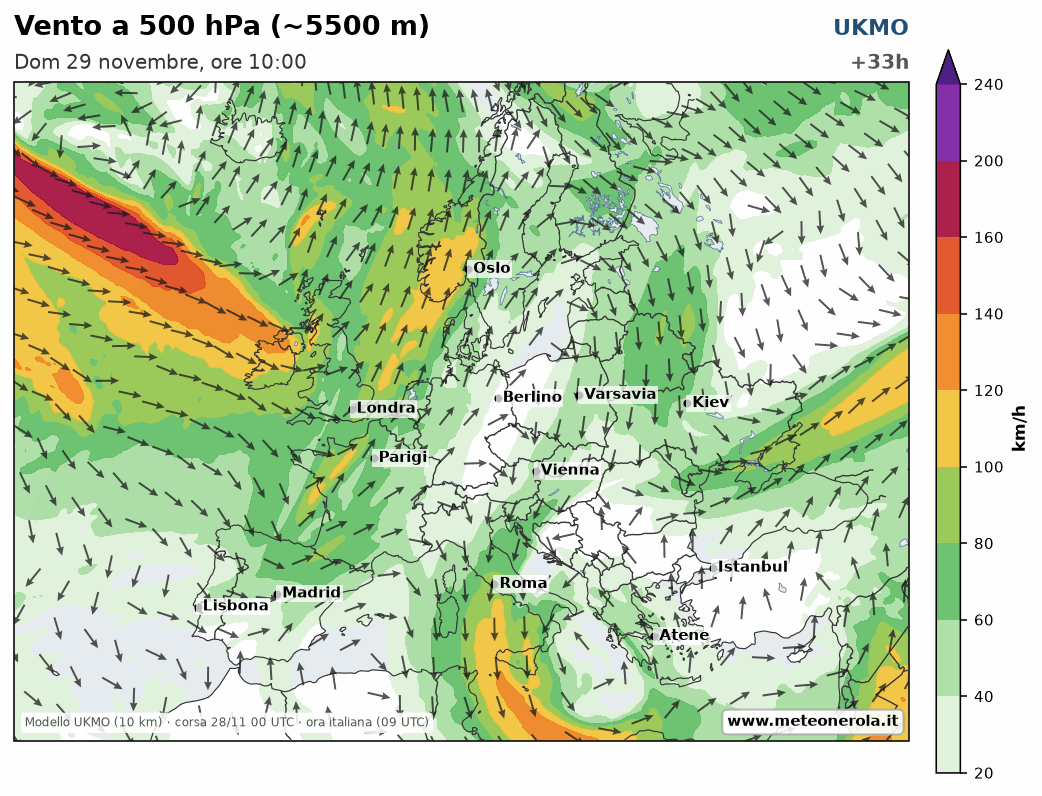 Vento a 500 hPa (~5500 m)
UKMO
Dom 29 novembre, ore 10:00
+33h
240
200
160
140
120
100
80
60
40
20
km/h
Oslo
Berlino
Varsavia
Kiev
Londra
Parigi
Vienna
Istanbul
Roma
Madrid
Lisbona
Atene
Modello UKMO (10 km) · corsa 28/11 00 UTC · ora italiana (09 UTC)
www.meteonerola.it